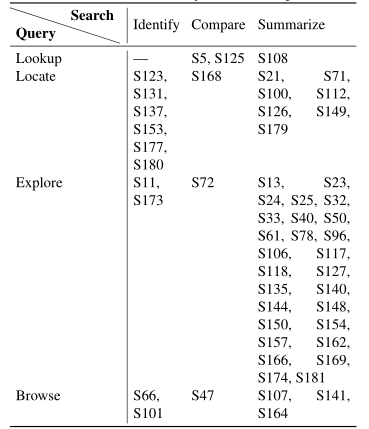 Search
Query
Identify Compare Summarize
Lookup — S5, S125 S108
Locate S123, S168 S21, S71,
S131, S100, S112,
S137, S126, S149,
S153, S179
S177,
S180
Explore S11, S72 S13, S23,
S173 S24, S25, S32,
S33, S40, S50,
S61, S78, S96,
S106, S117,
S118, S127,
S135, S140,
S144, S148,
S150, S154,
S157, S162,
S166, S169,
S174, S181
Browse S66, S47 S107, S141,
S101 S164